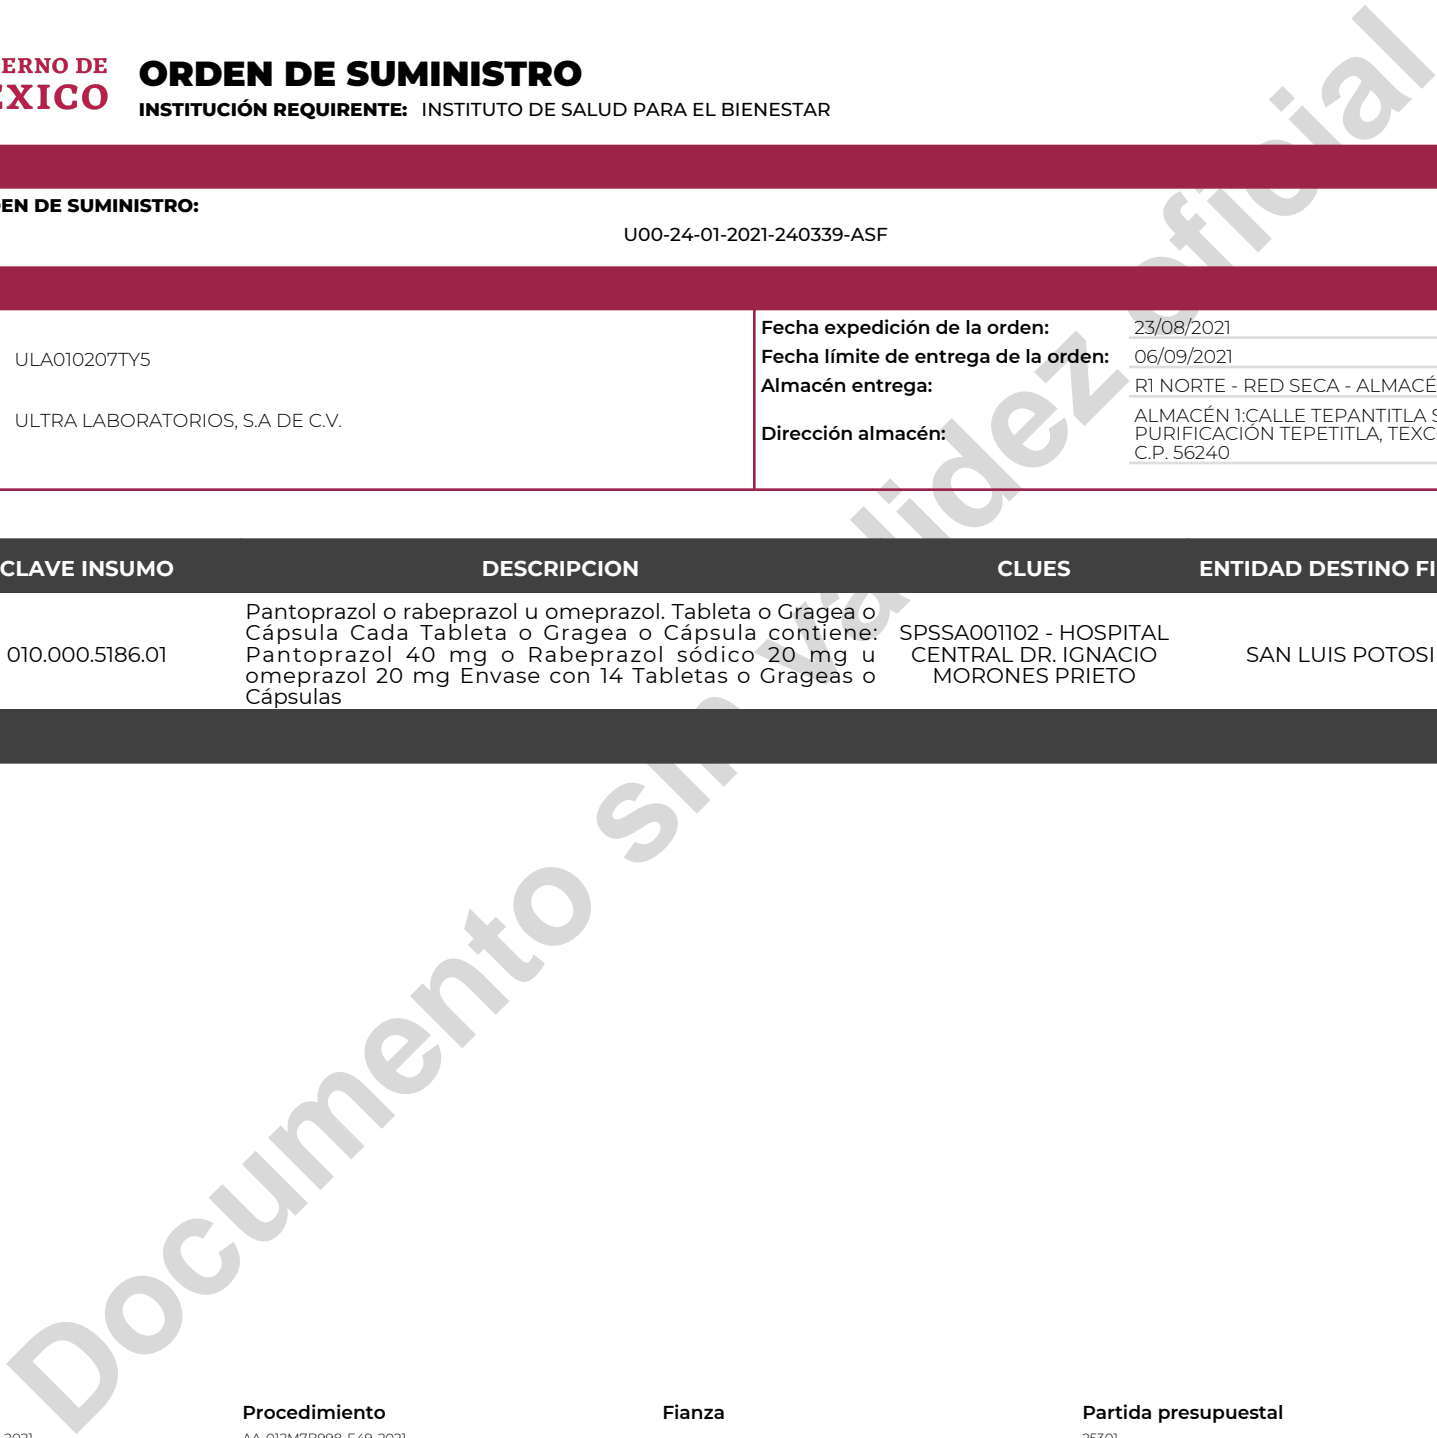 ERNO DE
ORDEN DE SUMINISTRO
EXICO
INSTITUCIÓN REQUIRENTE: INSTITUTO DE SALUD PARA EL BIENESTAR
EN DE SUMINISTRO:
U00-24-01-2021-240339-ASF
ULA010207TY5
ULTRA LABORATORIOS, S.A DE C.V.
Fecha expedición de la orden: 23/08/2021
Fecha límite de entrega de la orden: 06/09/2021
Almacén entrega: R1 NORTE - RED SECA - ALMACÉ
Dirección almacén:
ALMACÉN 1:CALLE TEPANTITLA S
PURIFICACIÓN TEPETITLA, TEXC
C.P. 56240
CLAVE INSUMO DESCRIPCION CLUES ENTIDAD DESTINO FI
010.000.5186.01
Pantoprazol o rabeprazol u omeprazol. Tableta o Gragea o
Cápsula Cada Tableta o Gragea o Cápsula contiene:
Pantoprazol 40 mg o Rabeprazol sódico 20 mg u
omeprazol 20 mg Envase con 14 Tabletas o Grageas o
Cápsulas
SPSSA001102 - HOSPITAL
CENTRAL DR. IGNACIO
MORONES PRIETO
SAN LUIS POTOSI
Documento sin validez oficial
Procedimiento Fianza Partida presupuestal
2021 AA-012M7B998-E49-2021 25301